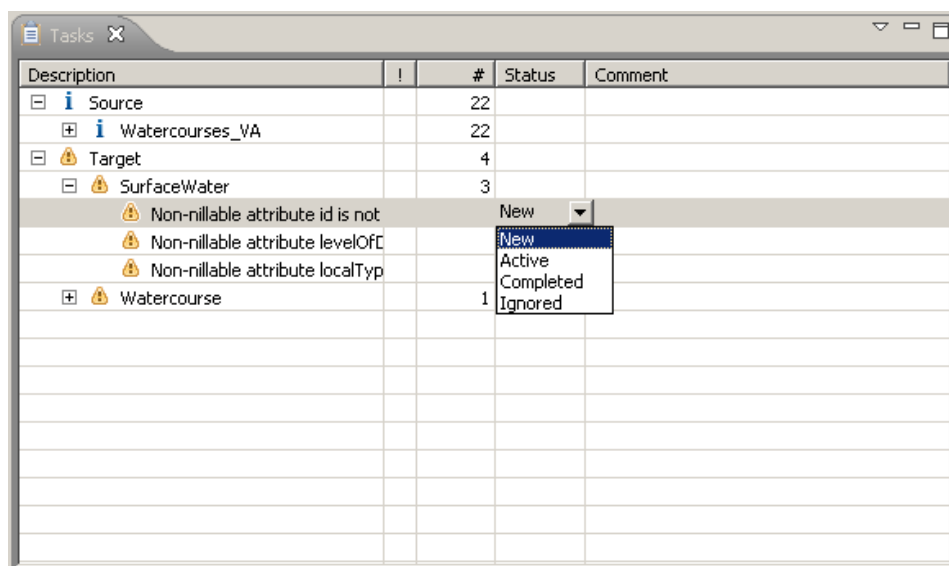 Tasks
Description ! # Status Comment
i Source 22
i Watercourses_VA 22
Target 4
SurfaceWater 3
Non-nillable attribute id is not New
Non-nillable attribute levelOfD New
Non-nillable attribute localTyp Active
Completed
Watercourse 1 Ignored